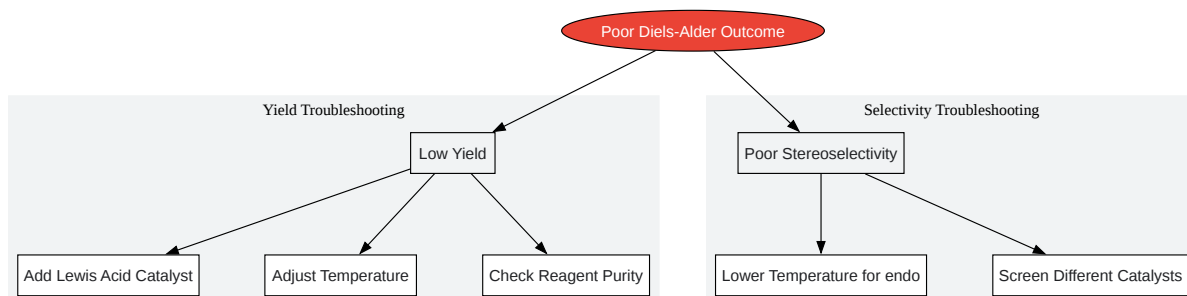 Poor Diels-Alder Outcome
Yield Troubleshooting
Selectivity Troubleshooting
Low Yield
Poor Stereoselectivity
Add Lewis Acid Catalyst
Adjust Temperature
Check Reagent Purity
Lower Temperature for endo
Screen Different Catalysts